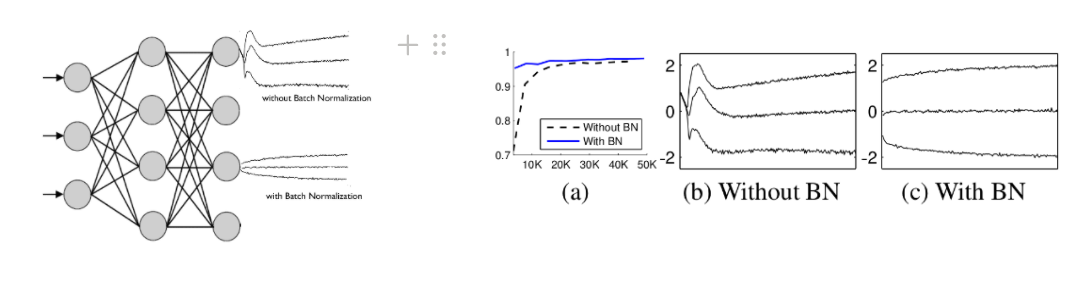 without Batch Normalization
with Batch Normalization
1
0.9
0.8
0.7
Without BN
With BN
10K 20K 30K 40K 50K
(a)
2
0
-2
(b) Without BN
2
0
-2
(c) With BN